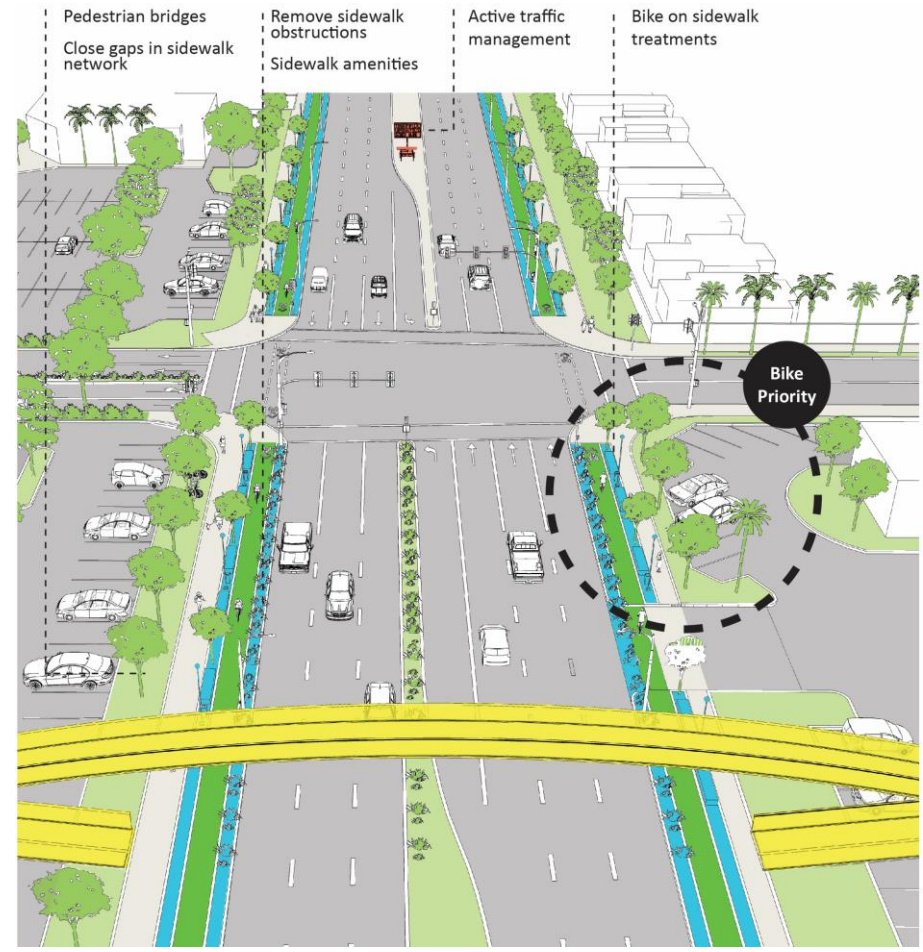 Pedestrian bridges
Close gaps in sidewalk
network
Remove sidewalk
obstructions
Sidewalk amenities
Active traffic
management
Bike on sidewalk
treatments
Bike
Priority